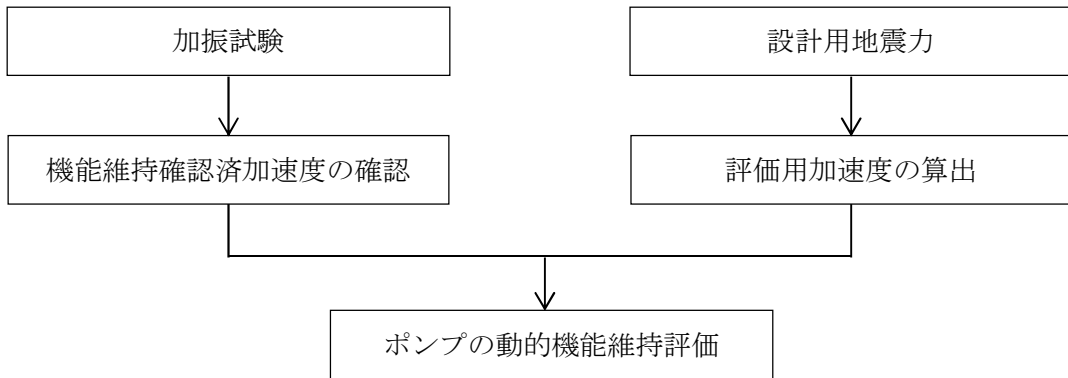 加振試験
設計用地震力
機能維持確認済加速度の確認
評価用加速度の算出
ポンプの動的機能維持評価